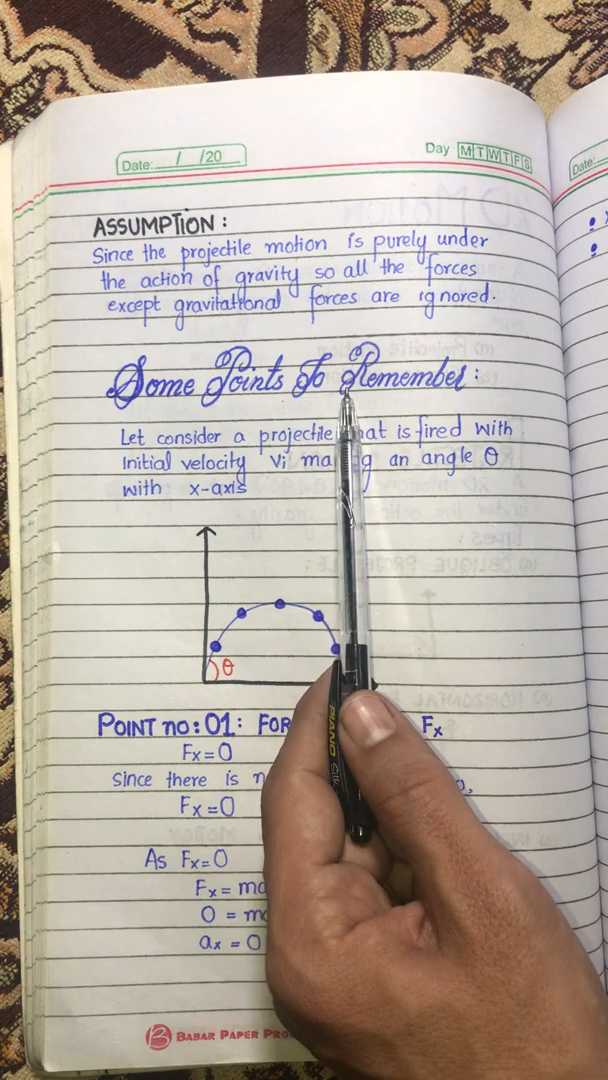 Date: / /20
Day M T W T F S
Date:
ASSUMPTION:
Since the projectile motion is purely under
the action of gravity so all the forces
except gravitational forces are ignored.
Some Points To Remember:
Let consider a projectile that is fired with
Initial velocity Vi making an angle θ
with x-axis
θ
POINT no: 01: FOR Fx
Fx=0
Since there is
Fx=0
As Fx=0
Fx = ma
0 = ma
ax = 0
PIANO
B BABAR PAPER